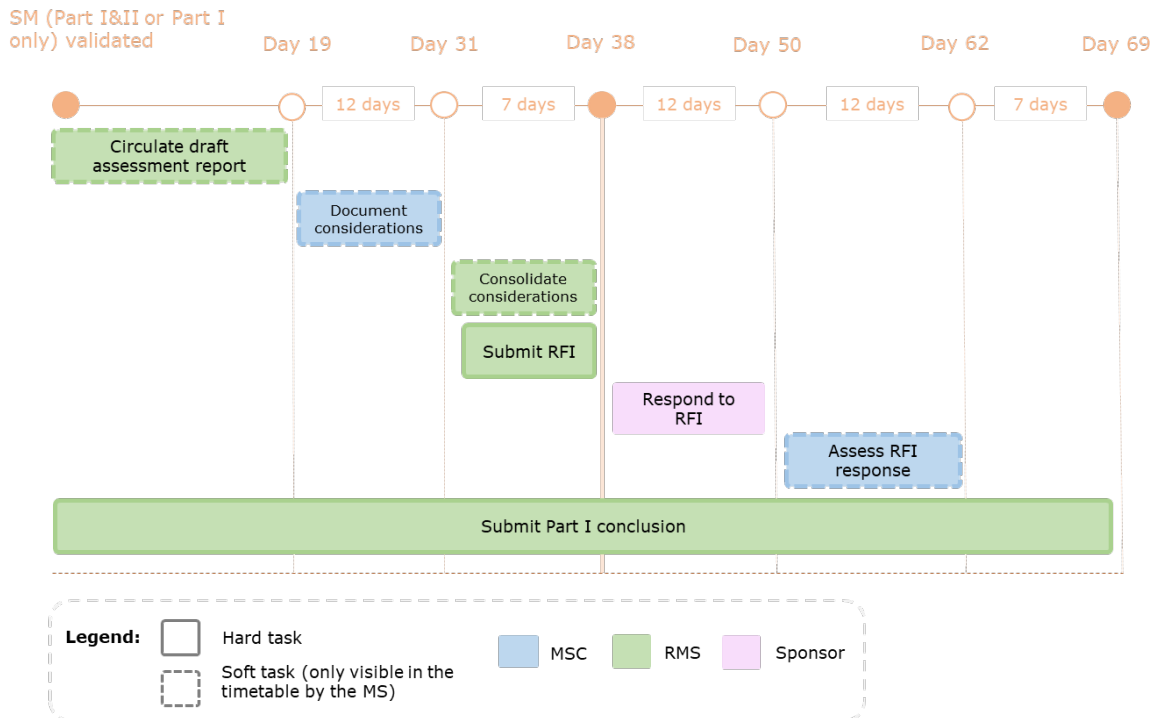 SM (Part I&II or Part I
only) validated
Day 19
Day 31
Day 38
Day 50
Day 62
Day 69
12 days
7 days
12 days
12 days
7 days
Circulate draft
assessment report
Document
considerations
Consolidate
considerations
Submit RFI
Respond to
RFI
Assess RFI
response
Submit Part I conclusion
Legend:
Hard task
Soft task (only visible in the
timetable by the MS)
MSC
RMS
Sponsor